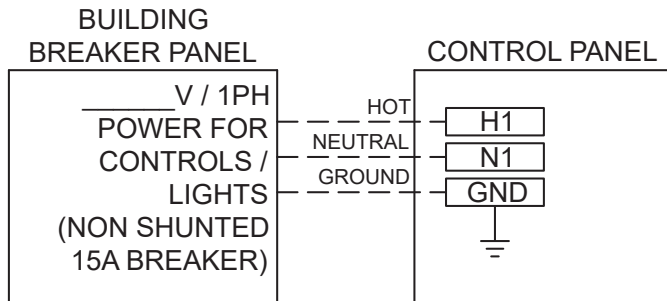 BUILDING
BREAKER PANEL
CONTROL PANEL
______V / 1PH
POWER FOR
CONTROLS /
LIGHTS
(NON SHUNTED
15A BREAKER)
HOT
NEUTRAL
GROUND
H1
N1
GND